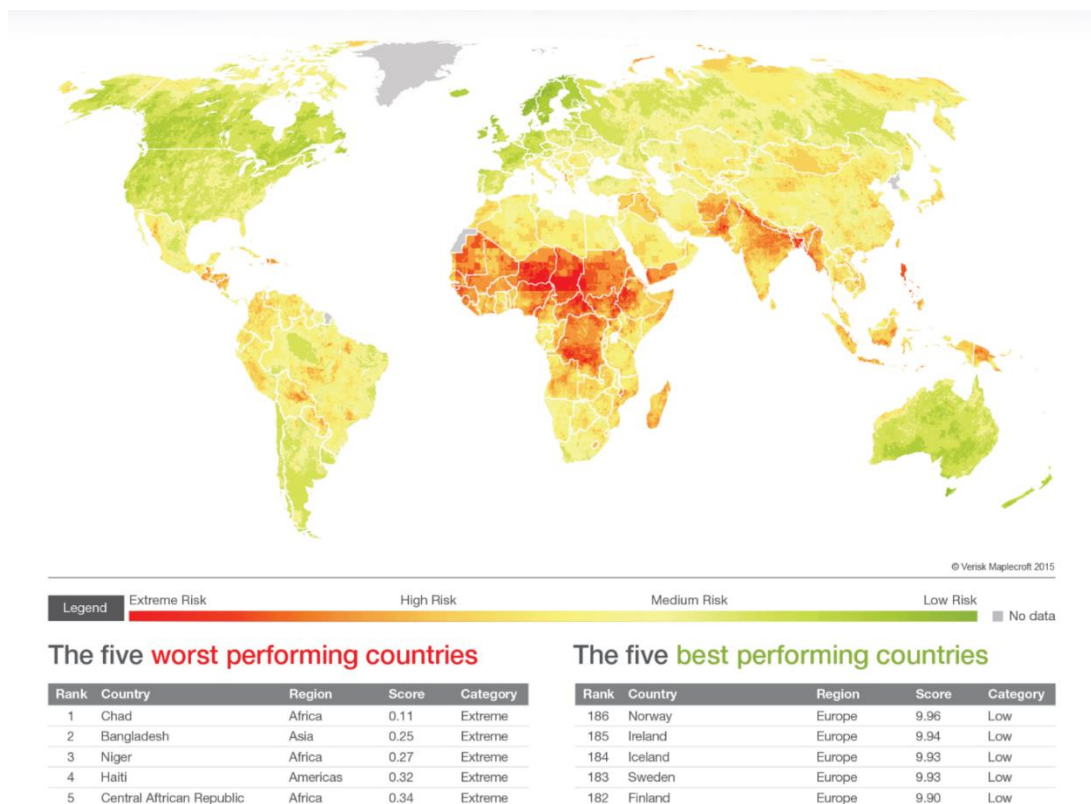 © Verisk Maplecroft 2015
Legend
Extreme Risk High Risk Medium Risk Low Risk
No data
The five worst performing countries
Rank Country Region Score Category
1 Chad Africa 0.11 Extreme
2 Bangladesh Asia 0.25 Extreme
3 Niger Africa 0.27 Extreme
4 Haiti Americas 0.32 Extreme
5 Central Aftrican Republic Africa 0.34 Extreme
The five best performing countries
Rank Country Region Score Category
186 Norway Europe 9.96 Low
185 Ireland Europe 9.94 Low
184 Iceland Europe 9.93 Low
183 Sweden Europe 9.93 Low
182 Finland Europe 9.90 Low